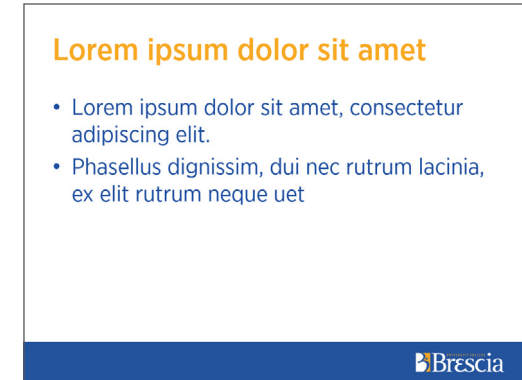 Lorem ipsum dolor sit amet
• Lorem ipsum dolor sit amet, consectetur
adipiscing elit.
• Phasellus dignissim, dui nec rutrum lacinia,
ex elit rutrum neque uet
Brescia